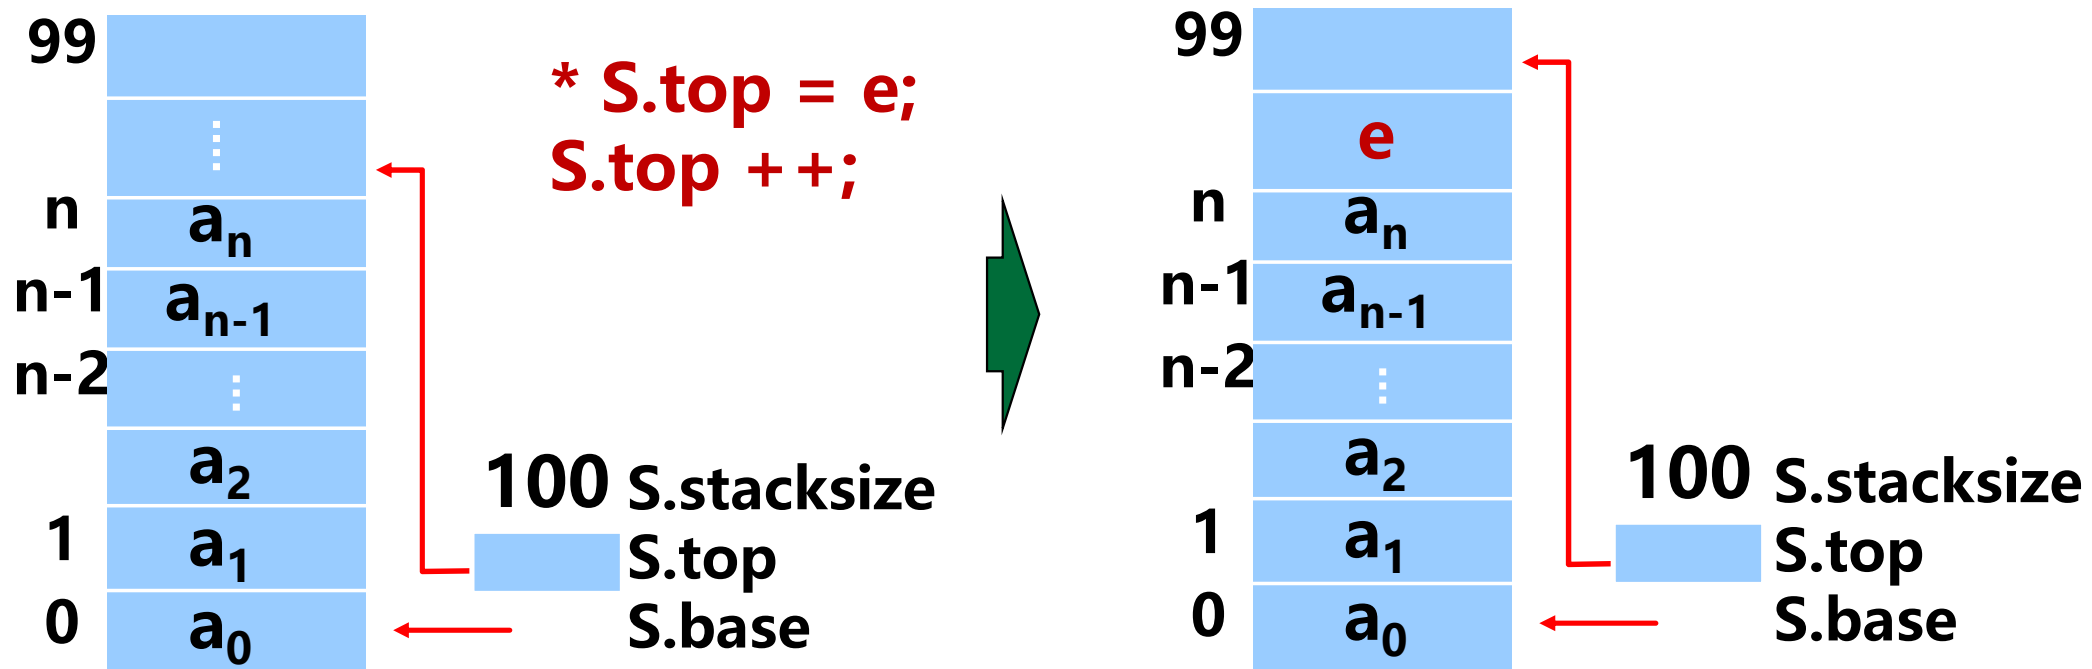 99
n
n-1
n-2
1
0
aₙ
aₙ₋₁
a₂
a₁
a₀
* S.top = e;
S.top ++;
100 S.stacksize
S.top
S.base
99
n
n-1
n-2
1
0
e
aₙ
aₙ₋₁
a₂
a₁
a₀
100 S.stacksize
S.top
S.base